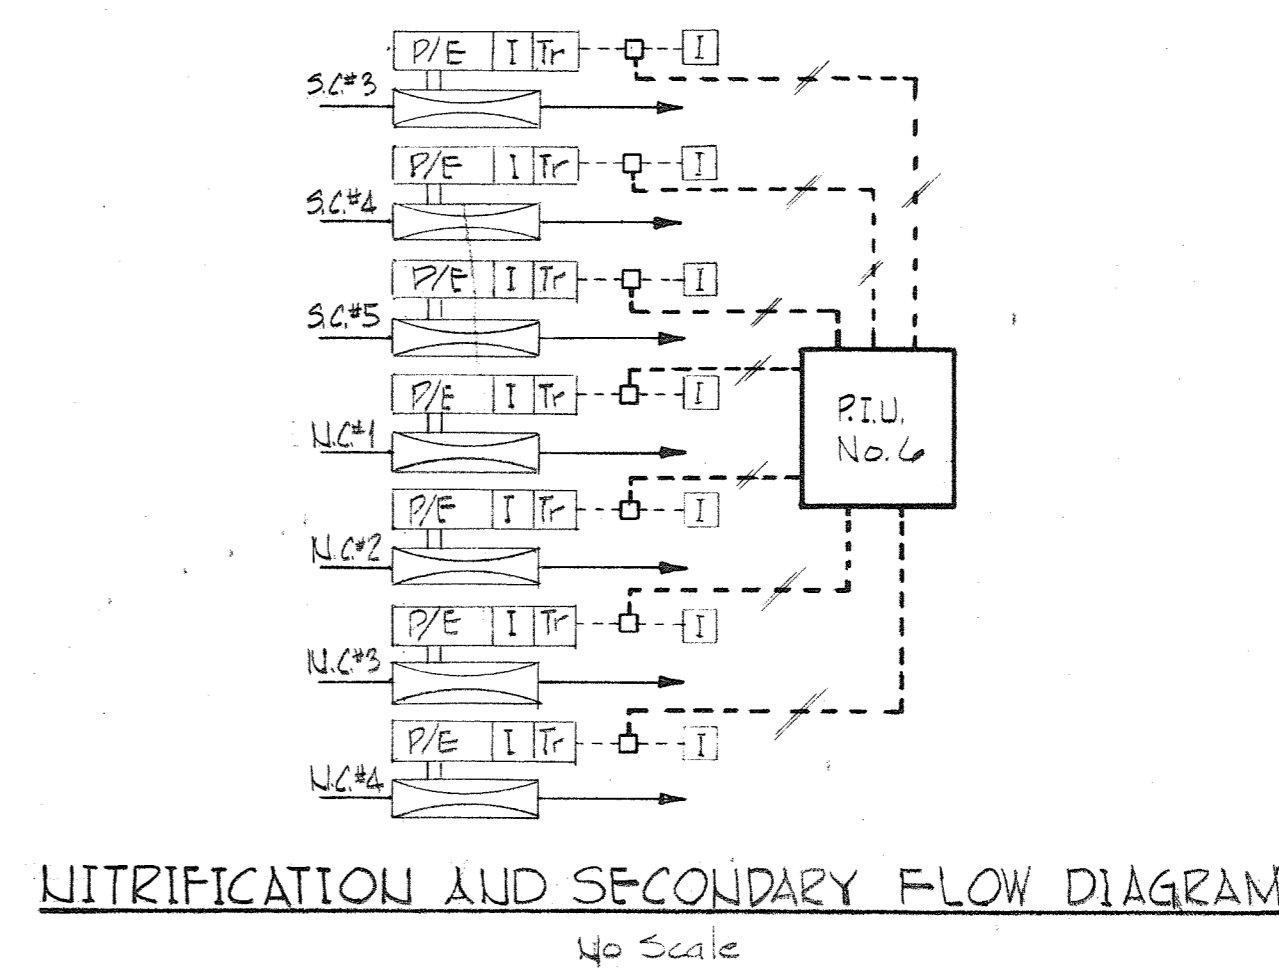 P/E I Tr I
S.C.#3
P/E I Tr I
S.C.#4
P/E I Tr I
S.C.#5
P/E I Tr I
N.C.#1
P.I.U.
No. 6
P/E I Tr I
N.C.#2
P/E I Tr I
N.C.#3
P/E I Tr I
N.C.#4
NITRIFICATION AND SECONDARY FLOW DIAGRAM
No Scale